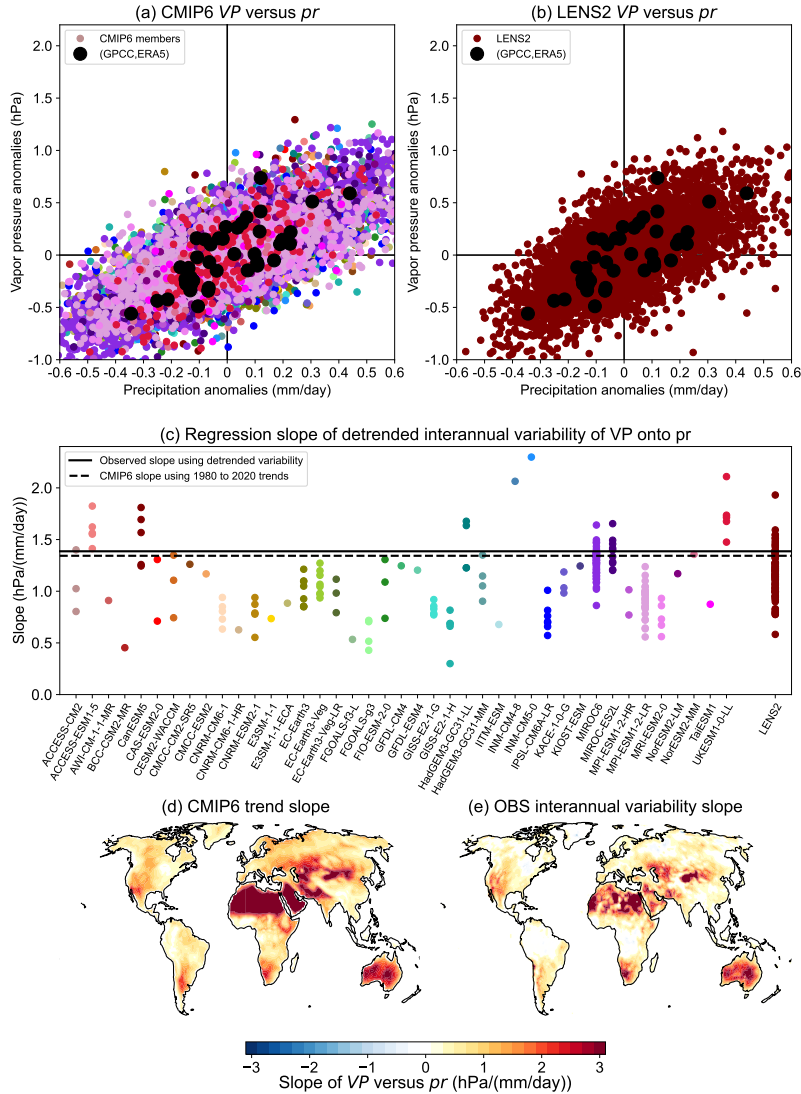 (a) CMIP6 VP versus pr
CMIP6 members
(GPCC,ERA5)
Vapor pressure anomalies (hPa)
2.0
1.5
1.0
0.5
0
-0.5
-1.0
-0.6 -0.5 -0.4 -0.3 -0.2 -0.1 0 0.1 0.2 0.3 0.4 0.5 0.6
Precipitation anomalies (mm/day)
(b) LENS2 VP versus pr
LENS2
(GPCC,ERA5)
Vapor pressure anomalies (hPa)
2.0
1.5
1.0
0.5
0
-0.5
-1.0
-0.6 -0.5 -0.4 -0.3 -0.2 -0.1 0 0.1 0.2 0.3 0.4 0.5 0.6
Precipitation anomalies (mm/day)
(c) Regression slope of detrended interannual variability of VP onto pr
Observed slope using detrended variability
CMIP6 slope using 1980 to 2020 trends
Slope (hPa/(mm/day))
2.0
1.5
1.0
0.5
0.0
ACCESS-CM2
ACCESS-ESM1-5
AWI-CM-1-1-MR
BCC-CSM2-MR
CanESM5
CAS-ESM2-0
CESM2-WACCM
CMCC-CM2-SR5
CMCC-ESM2
CNRM-CM6-1
CNRM-CM6-1-HR
CNRM-ESM2-1
E3SM-1-1
E3SM-1-1-ECA
EC-Earth3
EC-Earth3-Veg
EC-Earth3-Veg-LR
FGOALS-f3-L
FGOALS-g3
FIO-ESM-2-0
GFDL-CM4
GFDL-ESM4
GISS-E2-1-G
GISS-E2-1-H
HadGEM3-GC31-LL
HadGEM3-GC31-MM
IITM-ESM
INM-CM4-8
INM-CM5-0
IPSL-CM6A-LR
KACE-1-0-G
KIOST-ESM
MIROC6
MIROC-ES2L
MPI-ESM1-2-HR
MPI-ESM1-2-LR
MRI-ESM2-0
NorESM2-LM
NorESM2-MM
TaiESM1
UKESM1-0-LL
LENS2
(d) CMIP6 trend slope
(e) OBS interannual variability slope
−3 −2 −1 0 1 2 3
Slope of VP versus pr (hPa/(mm/day))